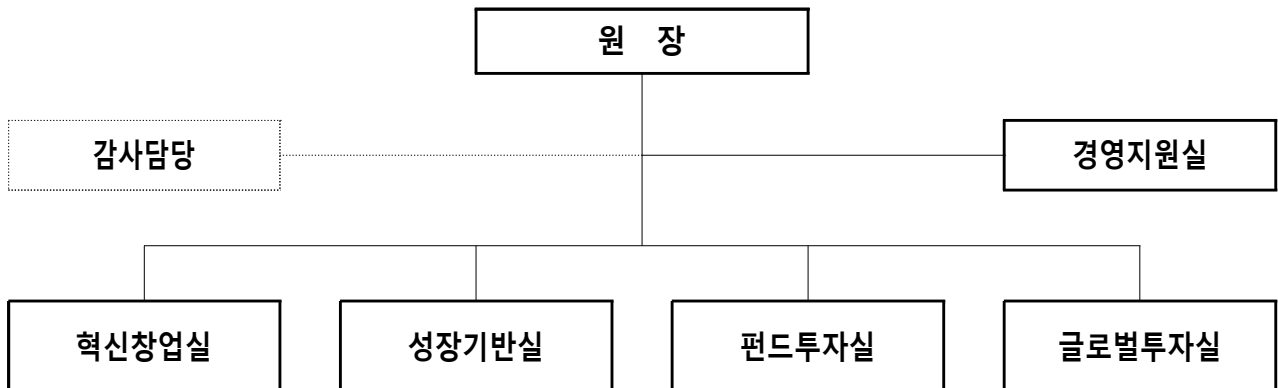 원 장
감사담당
경영지원실
혁신창업실
성장기반실
펀드투자실
글로벌투자실